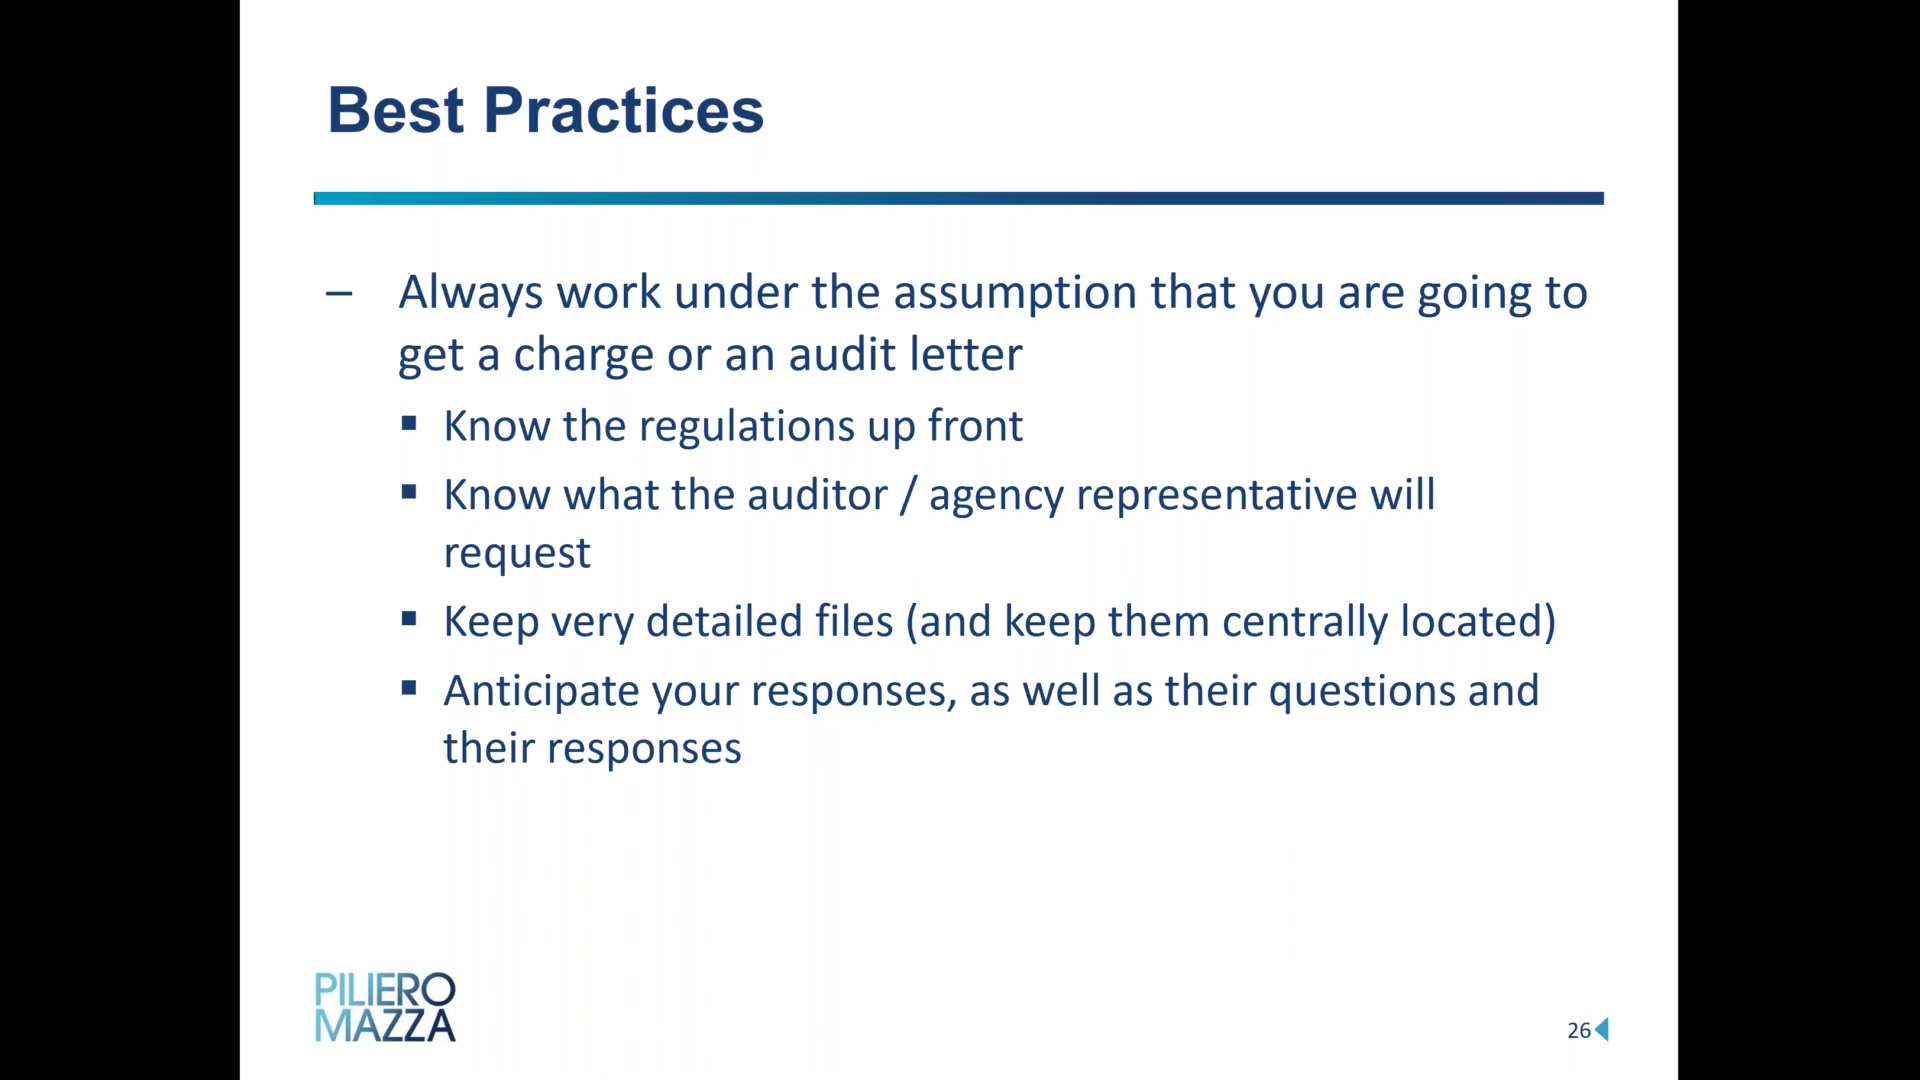 Best Practices
– Always work under the assumption that you are going to
get a charge or an audit letter
▪ Know the regulations up front
▪ Know what the auditor / agency representative will
request
▪ Keep very detailed files (and keep them centrally located)
▪ Anticipate your responses, as well as their questions and
their responses
PILIERO
MAZZA
26